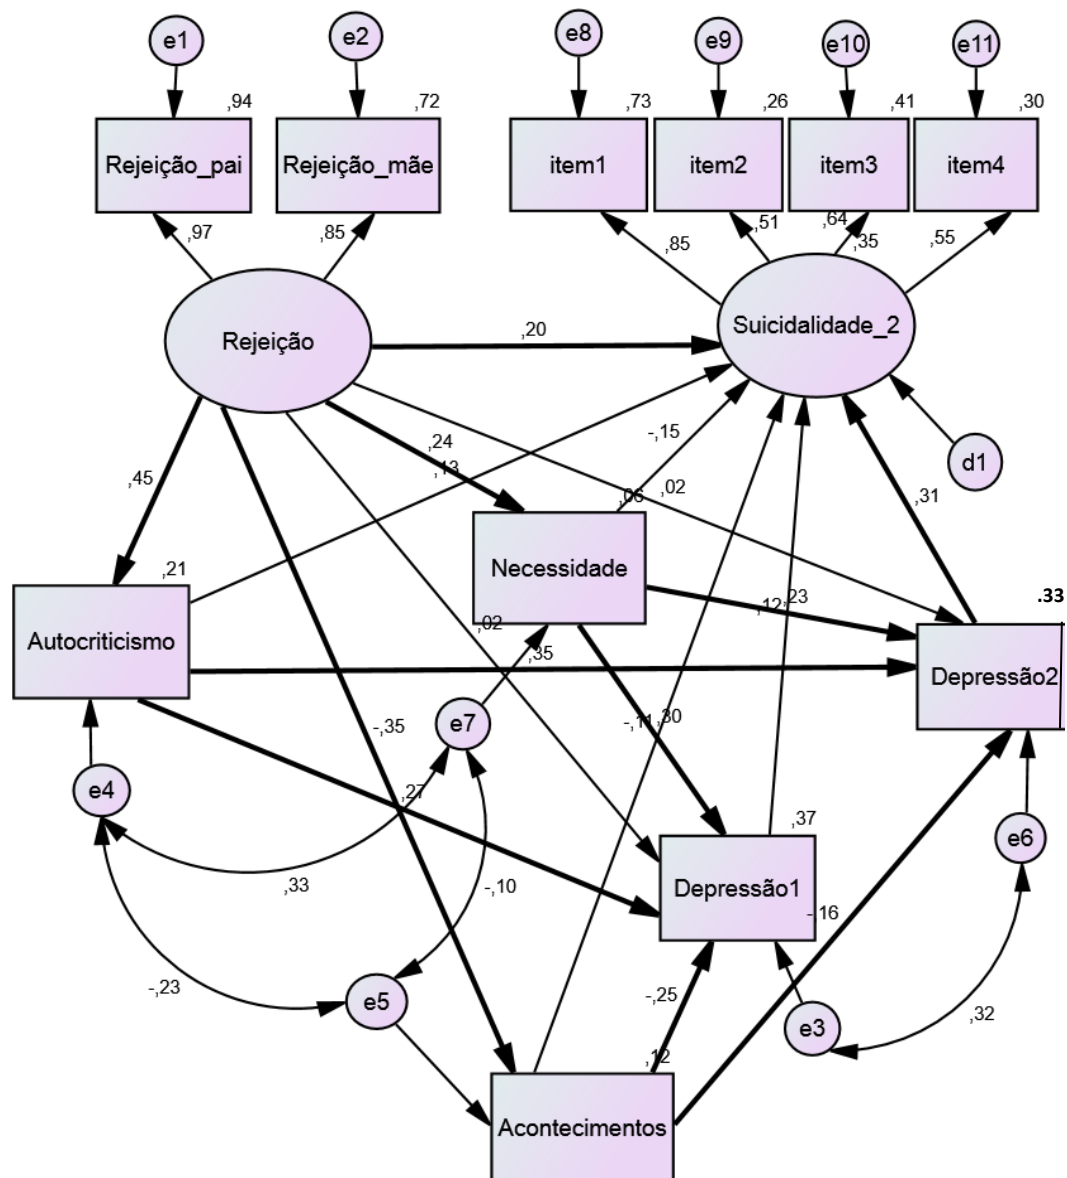 e1
e2
e8
e9
e10
e11
,94
,72
,73
,26
,41
,30
Rejeição_pai
Rejeição_mãe
item1
item2
item3
item4
,97
,85
,85
,51
,64
,35
,55
Rejeição
,20
Suicidalidade_2
,45
,24
,13
-,15
,06
,02
,31
d1
,21
Autocriticismo
Necessidade
,02
,35
,12
,23
.33
Depressão2
e7
-,35
-,11
,30
e4
,27
,33
-,10
,37
Depressão1
-,16
e6
-,23
e5
-,25
e3
,32
,12
Acontecimentos